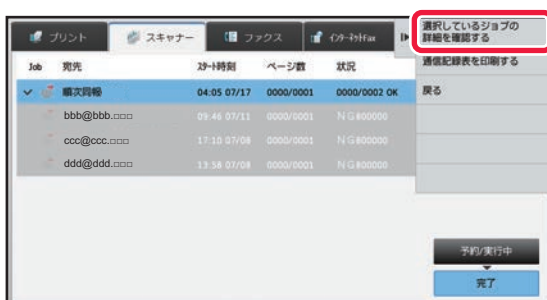 プリント スキャナー ファクス インターネットFax
Job 宛先 スタート時刻 ページ数 状況
順次同報 04:05 07/17 0000/0001 0000/0002 OK
bbb@bbb.□□□ 09:46 07/11 0000/0001 NG800000
ccc@ccc.□□□ 17:10 07/08 0000/0001 NG800000
ddd@ddd.□□□ 13:58 07/08 0000/0001 NG800000
選択しているジョブの
詳細を確認する
通信記録表を印刷する
戻る
予約/実行中
完了